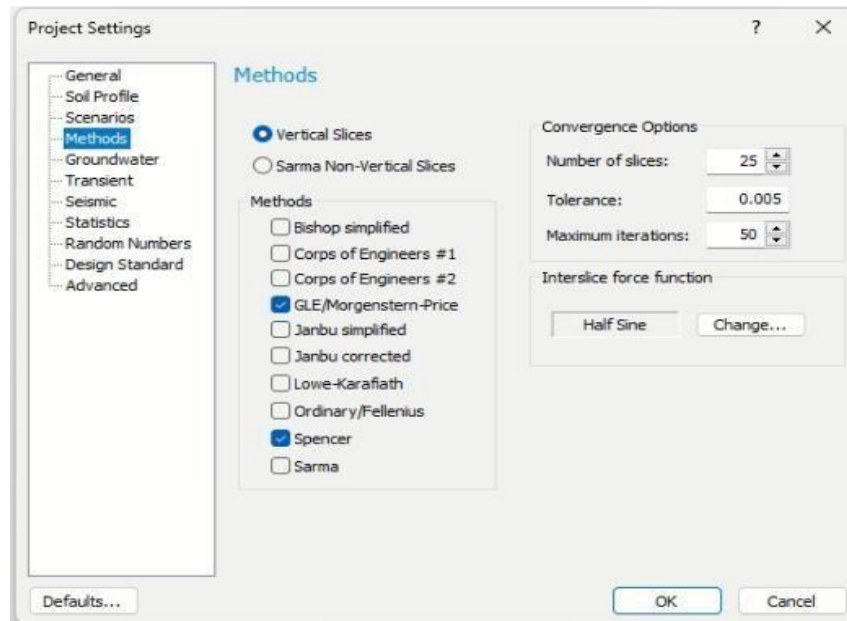 Project Settings
?
General
Soil Profile
Scenarios
Methods
Groundwater
Transient
Seismic
Statistics
Random Numbers
Design Standard
Advanced
Methods
Vertical Slices
Sarma Non-Vertical Slices
Methods
Bishop simplified
Corps of Engineers #1
Corps of Engineers #2
GLE/Morgenstern-Price
Janbu simplified
Janbu corrected
Lowe-Karafiath
Ordinary/Fellenius
Spencer
Sarma
Convergence Options
Number of slices: 25
Tolerance: 0.005
Maximum iterations: 50
Interslice force function
Half Sine Change...
Defaults... OK Cancel